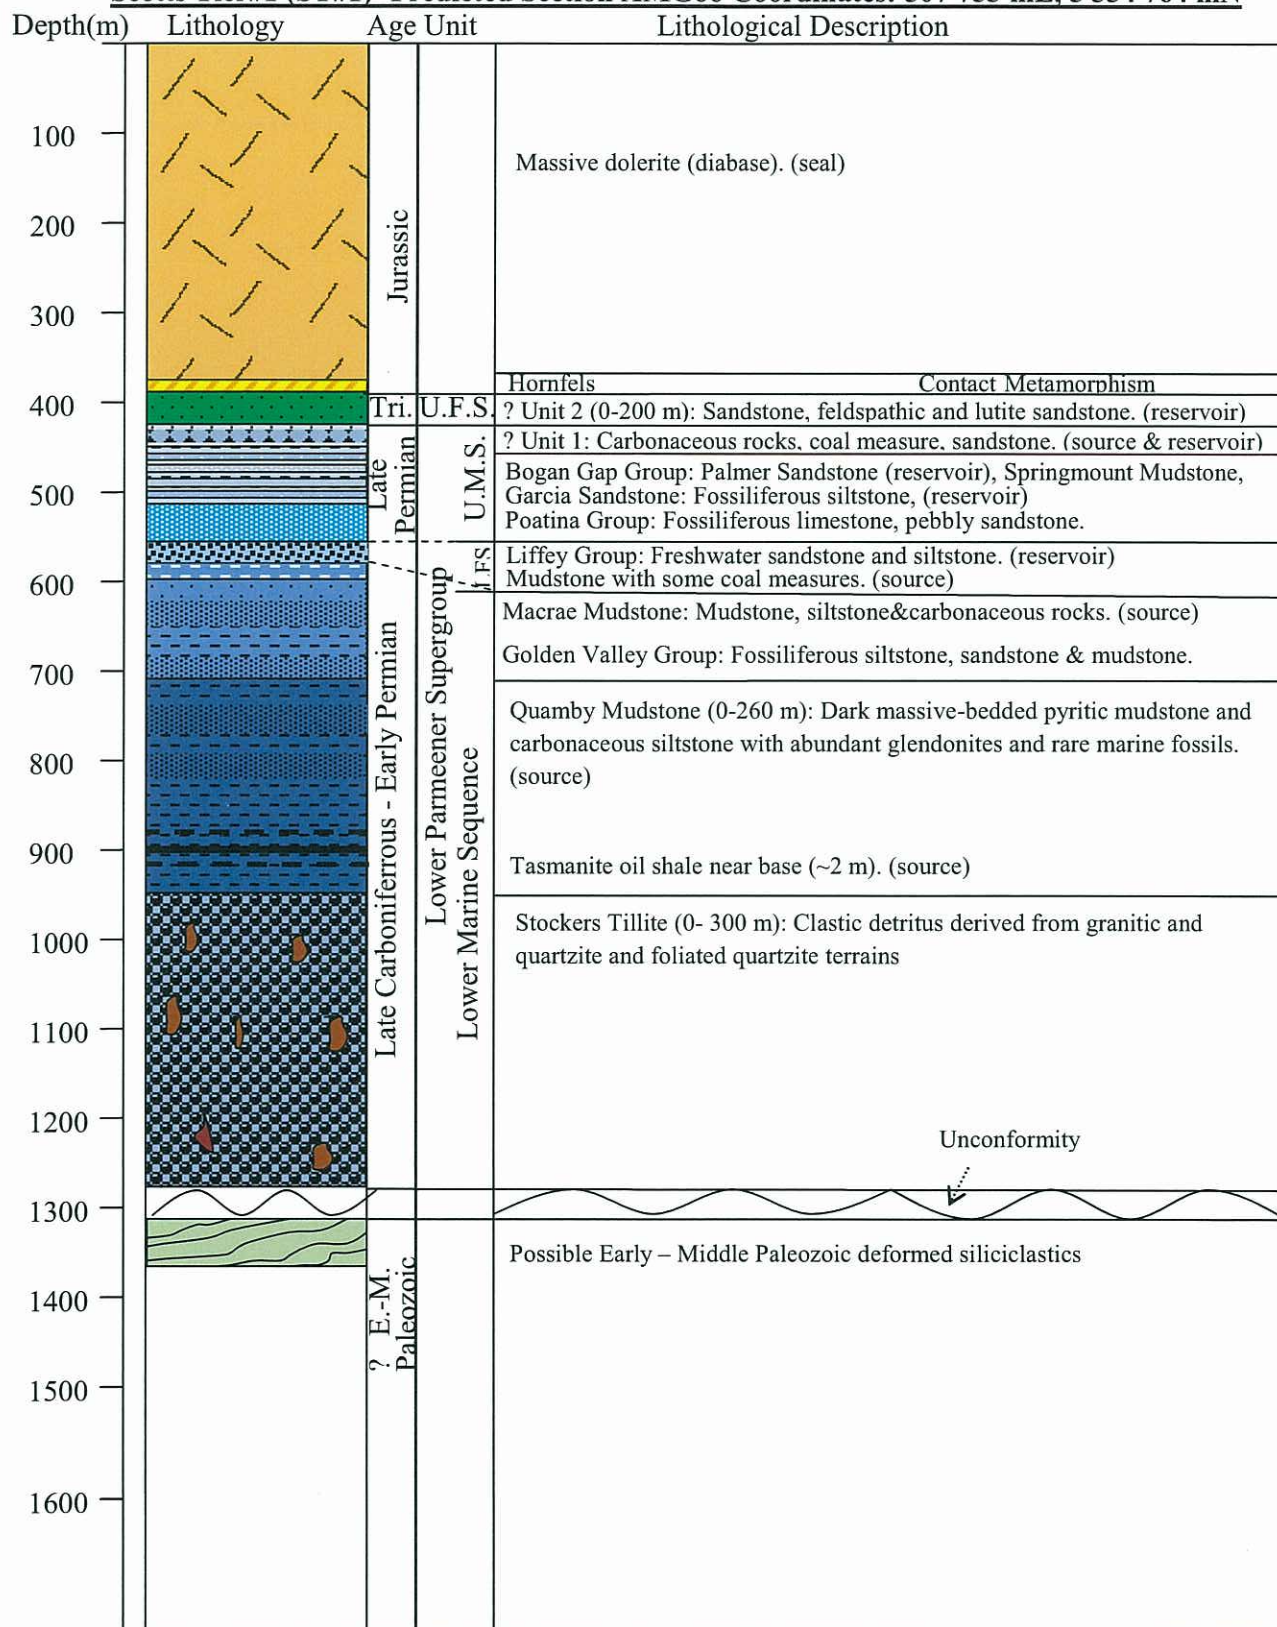 Depth(m) Lithology Age Unit Lithological Description
100
200
300
400
500
600
700
800
900
1000
1100
1200
1300
1400
1500
1600
Jurassic
Tri.
Late
Permian
Late Carboniferrous - Early Permian
? E.-M.
Paleozoic
U.F.S.
U.M.S.
LFS
Lower Parmeener Supergroup
Lower Marine Sequence
Massive dolerite (diabase). (seal)
Hornfels Contact Metamorphism
? Unit 2 (0-200 m): Sandstone, feldspathic and lutite sandstone. (reservoir)
? Unit 1: Carbonaceous rocks, coal measure, sandstone. (source & reservoir)
Bogan Gap Group: Palmer Sandstone (reservoir), Springmount Mudstone,
Garcia Sandstone: Fossiliferous siltstone, (reservoir)
Poatina Group: Fossiliferous limestone, pebbly sandstone.
Liffey Group: Freshwater sandstone and siltstone. (reservoir)
Mudstone with some coal measures. (source)
Macrae Mudstone: Mudstone, siltstone&carbonaceous rocks. (source)
Golden Valley Group: Fossiliferous siltstone, sandstone & mudstone.
Quamby Mudstone (0-260 m): Dark massive-bedded pyritic mudstone and
carbonaceous siltstone with abundant glendonites and rare marine fossils.
(source)
Tasmanite oil shale near base (~2 m). (source)
Stockers Tillite (0- 300 m): Clastic detritus derived from granitic and
quartzite and foliated quartzite terrains
Unconformity
Possible Early – Middle Paleozoic deformed siliciclastics